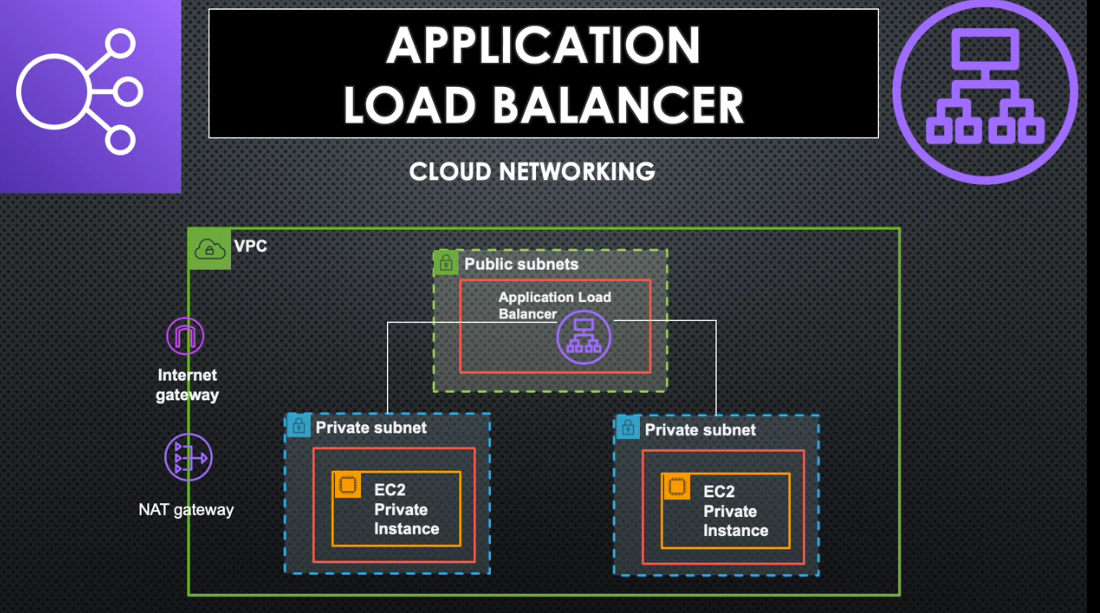 APPLICATION
LOAD BALANCER
CLOUD NETWORKING
VPC
Public subnets
Application Load
Balancer
Internet
gateway
NAT gateway
Private subnet
EC2
Private
Instance
Private subnet
EC2
Private
Instance